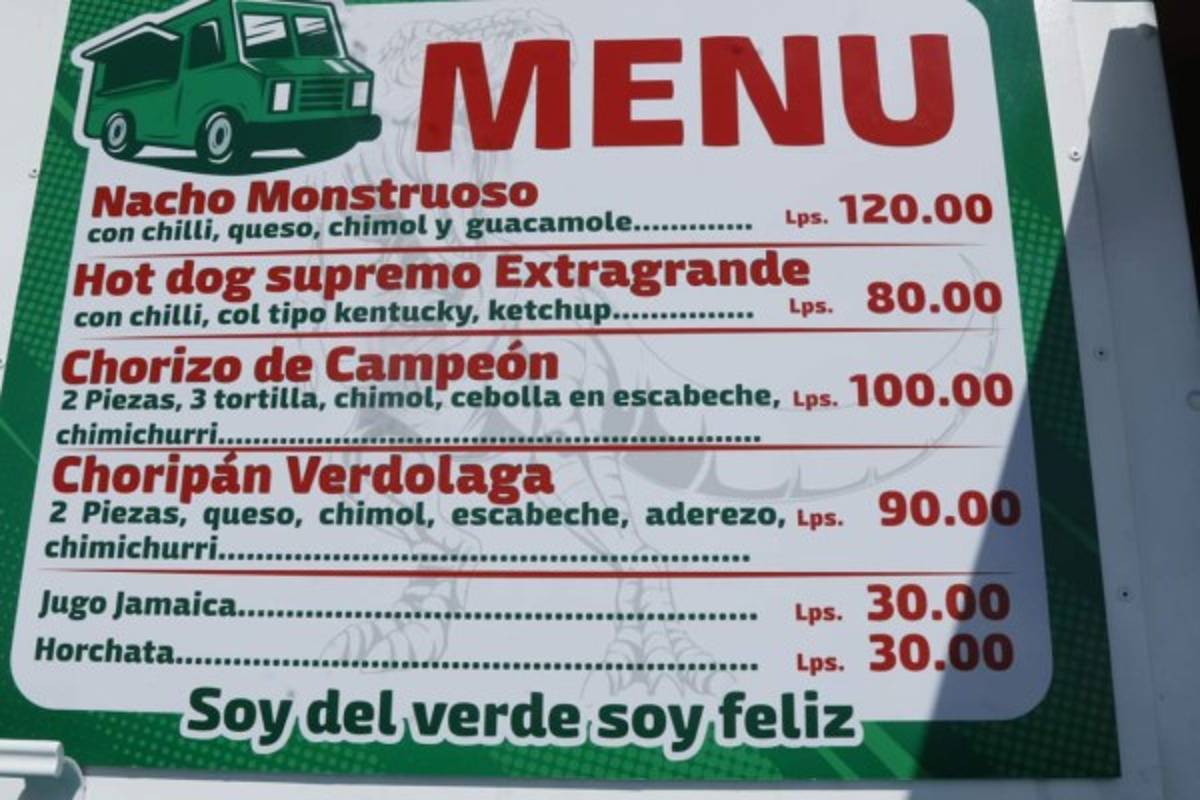 MENU
Nacho Monstruoso
con chilli, queso, chimol y guacamole............. Lps. 120.00
Hot dog supremo Extragrande
con chilli, col tipo kentucky, ketchup............... Lps. 80.00
Chorizo de Campeón
2 Piezas, 3 tortilla, chimol, cebolla en escabeche, Lps. 100.00
chimichurri..........................................................
Choripán Verdolaga
2 Piezas, queso, chimol, escabeche, aderezo, Lps. 90.00
chimichurri..........................................................
Jugo Jamaica........................................................ Lps. 30.00
Horchata............................................................... Lps. 30.00
Soy del verde soy feliz